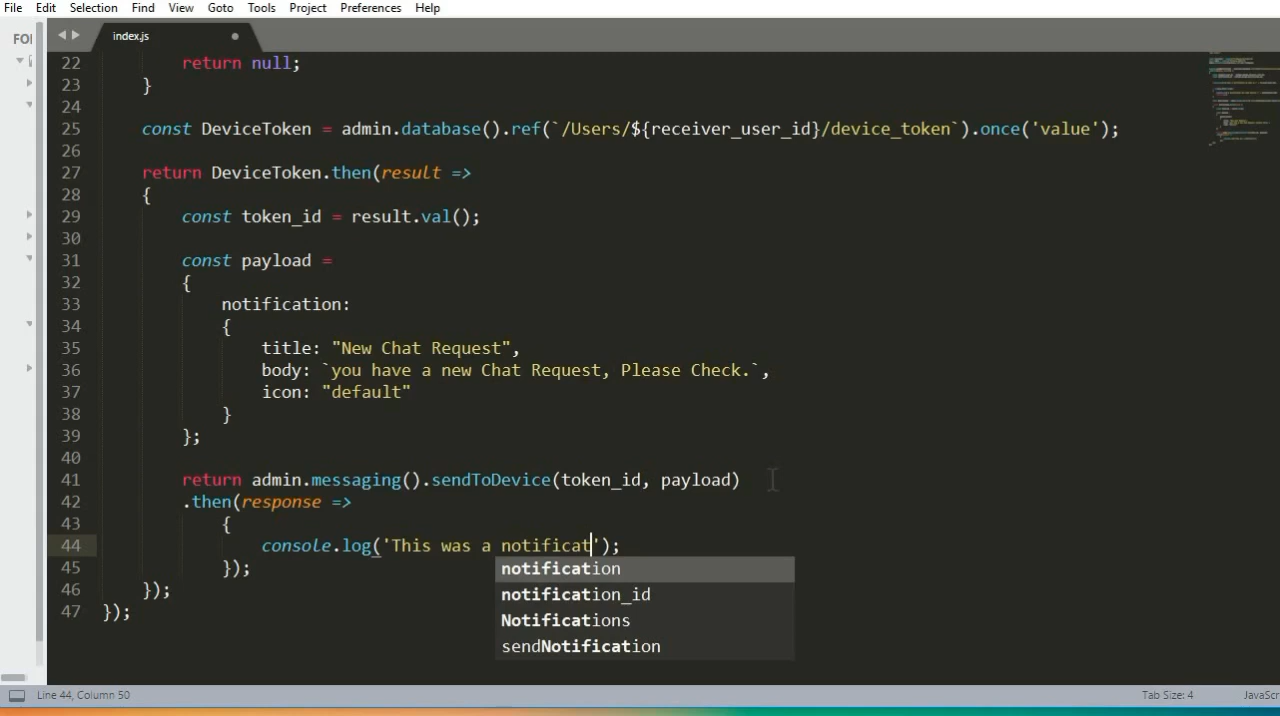 File Edit Selection Find View Goto Tools Project Preferences Help
FO
index.js
22 return null;
23 }
24
25 const DeviceToken = admin.database().ref(`/Users/${receiver_user_id}/device_token`).once('value');
26
27 return DeviceToken.then(result =>
28 {
29 const token_id = result.val();
30
31 const payload =
32 {
33 notification:
34 {
35 title: "New Chat Request",
36 body: `you have a new Chat Request, Please Check.`,
37 icon: "default"
38 }
39 };
40
41 return admin.messaging().sendToDevice(token_id, payload)
42 .then(response =>
43 {
44 console.log('This was a notificat');
45 });
46 });
47 });
notification
notification_id
Notifications
sendNotification
Line 44, Column 50
Tab Size: 4
JavaScr